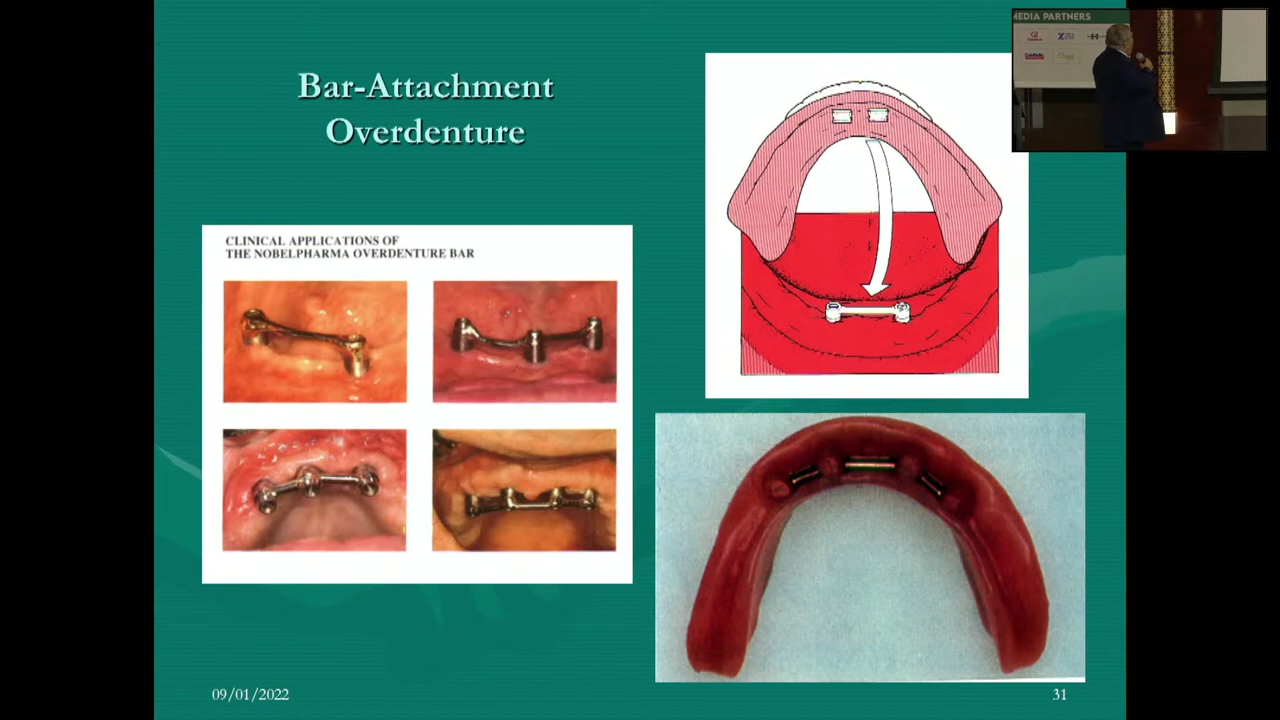 Bar-Attachment
Overdenture
CLINICAL APPLICATIONS OF
THE NOBELPHARMA OVERDENTURE BAR
MEDIA PARTNERS
09/01/2022
31